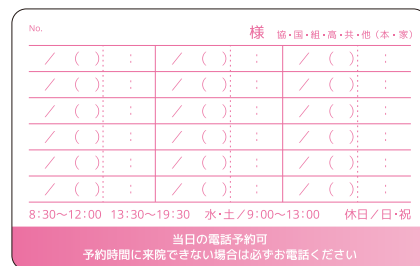 No. 様 協・国・組・高・共・他（本・家）
／ （ ） ： ／ （ ） ： ／ （ ） ：
／ （ ） ： ／ （ ） ： ／ （ ） ：
／ （ ） ： ／ （ ） ： ／ （ ） ：
／ （ ） ： ／ （ ） ： ／ （ ） ：
／ （ ） ： ／ （ ） ： ／ （ ） ：
／ （ ） ： ／ （ ） ： ／ （ ） ：
8:30〜12:00 13:30〜19:30 水・土／9:00〜13:00 休日／日・祝
当日の電話予約可
予約時間に来院できない場合は必ずお電話ください